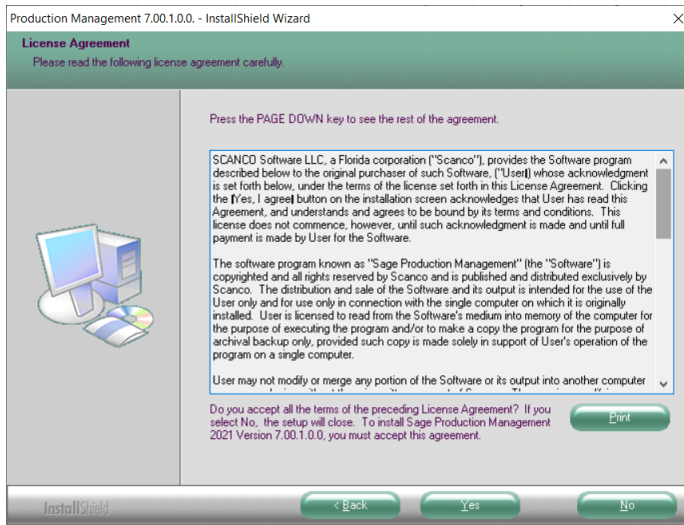 Production Management 7.00.1.0.0. - InstallShield Wizard
License Agreement
Please read the following license agreement carefully.
Press the PAGE DOWN key to see the rest of the agreement.
SCANCO Software LLC, a Florida corporation ("Scanco"), provides the Software program
described below to the original purchaser of such Software, ("User|) whose acknowledgment
is set forth below, under the terms of the license set forth in this License Agreement. Clicking
the |Yes, I agree| button on the installation screen acknowledges that User has read this
Agreement, and understands and agrees to be bound by its terms and conditions. This
license does not commence, however, until such acknowledgment is made and until full
payment is made by User for the Software.
The software program known as "Sage Production Management" (the "Software") is
copyrighted and all rights reserved by Scanco and is published and distributed exclusively by
Scanco. The distribution and sale of the Software and its output is intended for the use of the
User only and for use only in connection with the single computer on which it is originally
installed. User is licensed to read from the Software's medium into memory of the computer for
the purpose of executing the program and/or to make a copy the program for the purpose of
archival backup only, provided such copy is made solely in support of User's operation of the
program on a single computer.
User may not modify or merge any portion of the Software or its output into another computer
Do you accept all the terms of the preceding License Agreement? If you
select No, the setup will close. To install Sage Production Management
2021 Version 7.00.1.0.0, you must accept this agreement.
Print
InstallShield
< Back
Yes
No